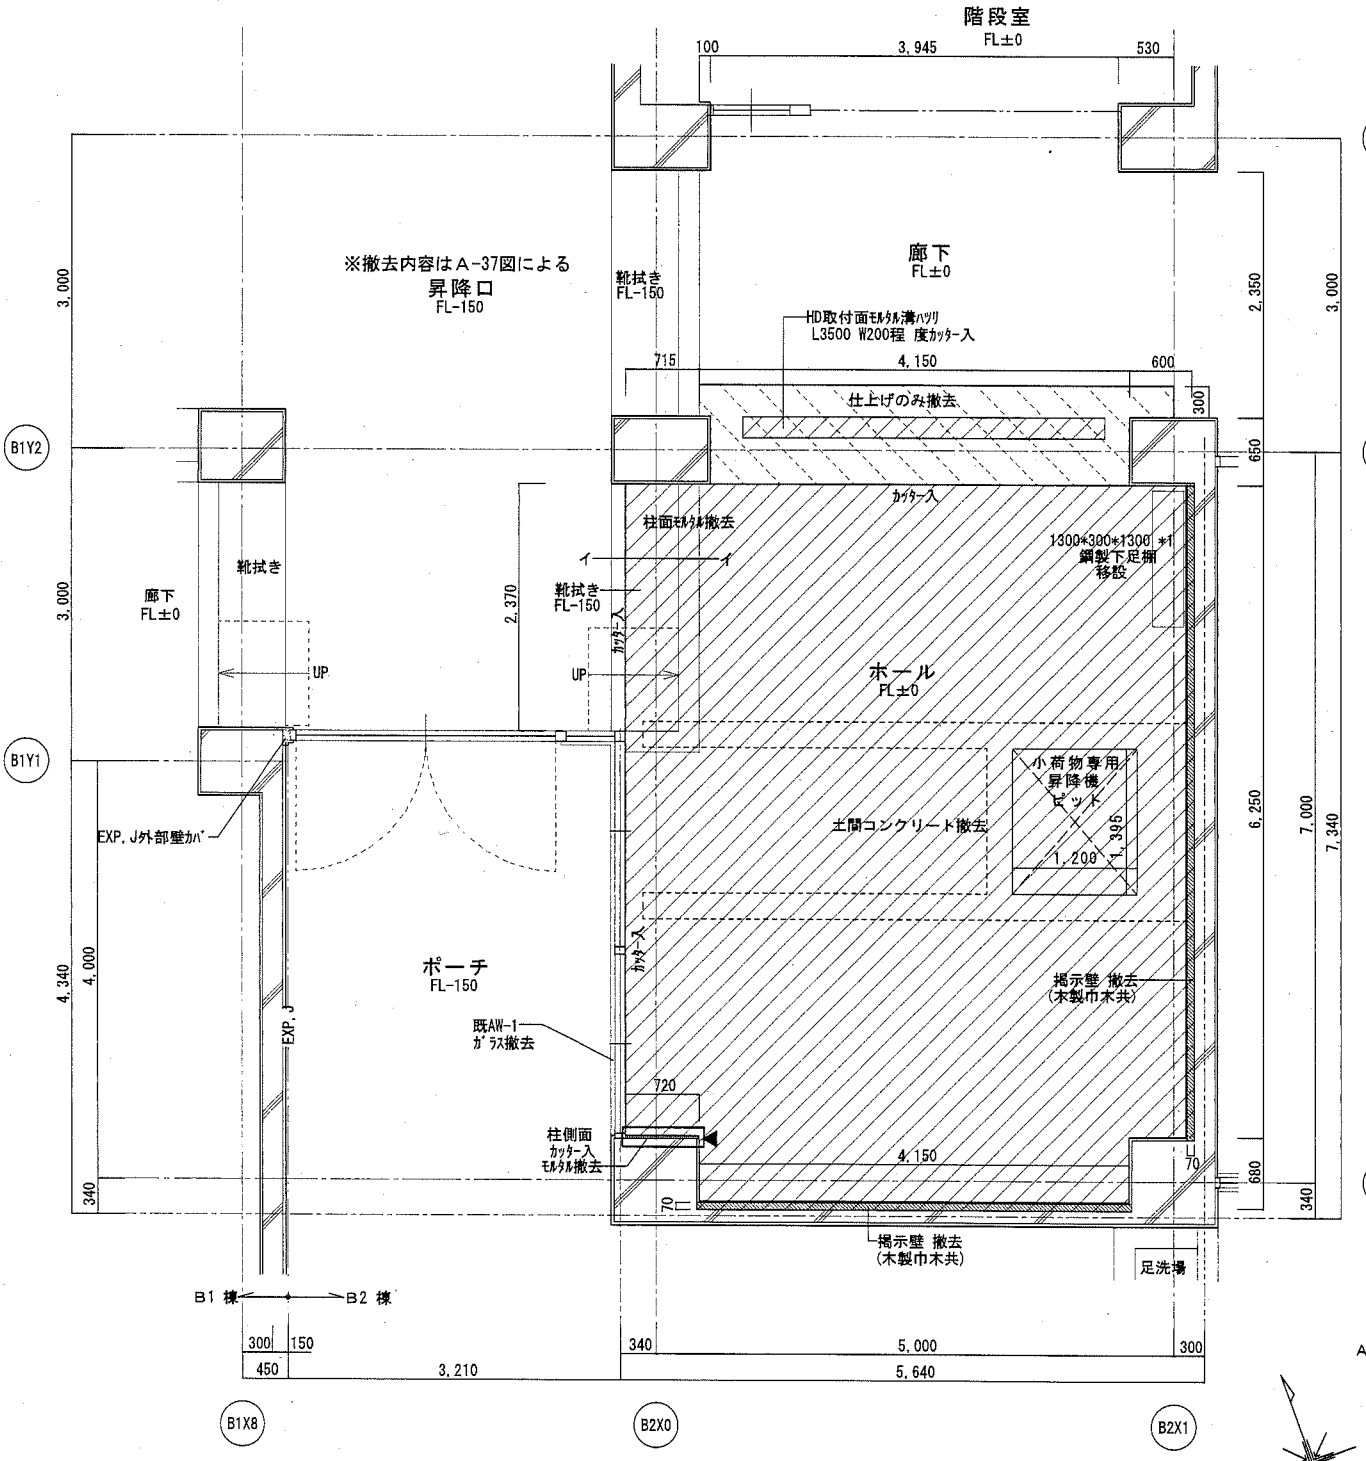 階段室
FL±0
100
3,945
530
3,000
※撤去内容はA-37図による
昇降口
FL-150
靴拭き
FL-150
廊下
FL±0
2,350
3,000
HD取付面モルタル溝ハツリ
L3500 W200程 度カッター入
715
4,150
600
仕上げのみ撤去
300
B1Y2
650
カッター入
柱面モルタル撤去
1300*300*1300 *1
鋼製下足棚
移設
イ
イ
靴拭き
靴拭き
FL-150
廊下
FL±0
3,000
2,370
カッター入
UP
UP
ホール
FL±0
B1Y1
小荷物専用
昇降機
ピット
1,395
1,200
EXP,J外部壁カバー
土間コンクリート撤去
6,250
7,000
7,340
4,340
4,000
ポーチ
FL-150
カッター入
掲示壁 撤去
(木製巾木共)
EXP,J
既AW-1
ガラス撤去
720
柱側面
カッター入
モルタル撤去
4,150
70
680
340
70
340
掲示壁 撤去
(木製巾木共)
足洗場
B1 棟
B2 棟
300
150
340
5,000
300
450
3,210
5,640
A
B1X8
B2X0
B2X1